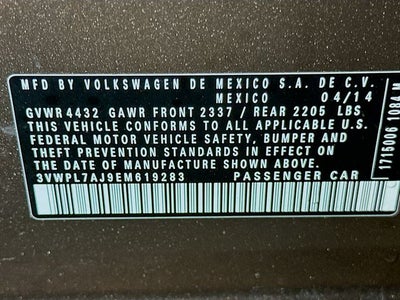 MFD BY VOLKSWAGEN DE MEXICO S.A. DE C.V.
MEXICO 04/14
GVWR 4432 GAWR FRONT 2337 / REAR 2205 LBS
THIS VEHICLE CONFORMS TO ALL APPLICABLE U.S.
FEDERAL MOTOR VEHICLE SAFETY, BUMPER AND
THEFT PREVENTION STANDARDS IN EFFECT ON THE
DATE OF MANUFACTURE SHOWN ABOVE.
3VWPL7AJ9EM619283 PASSENGER CAR
1715006 1084 M